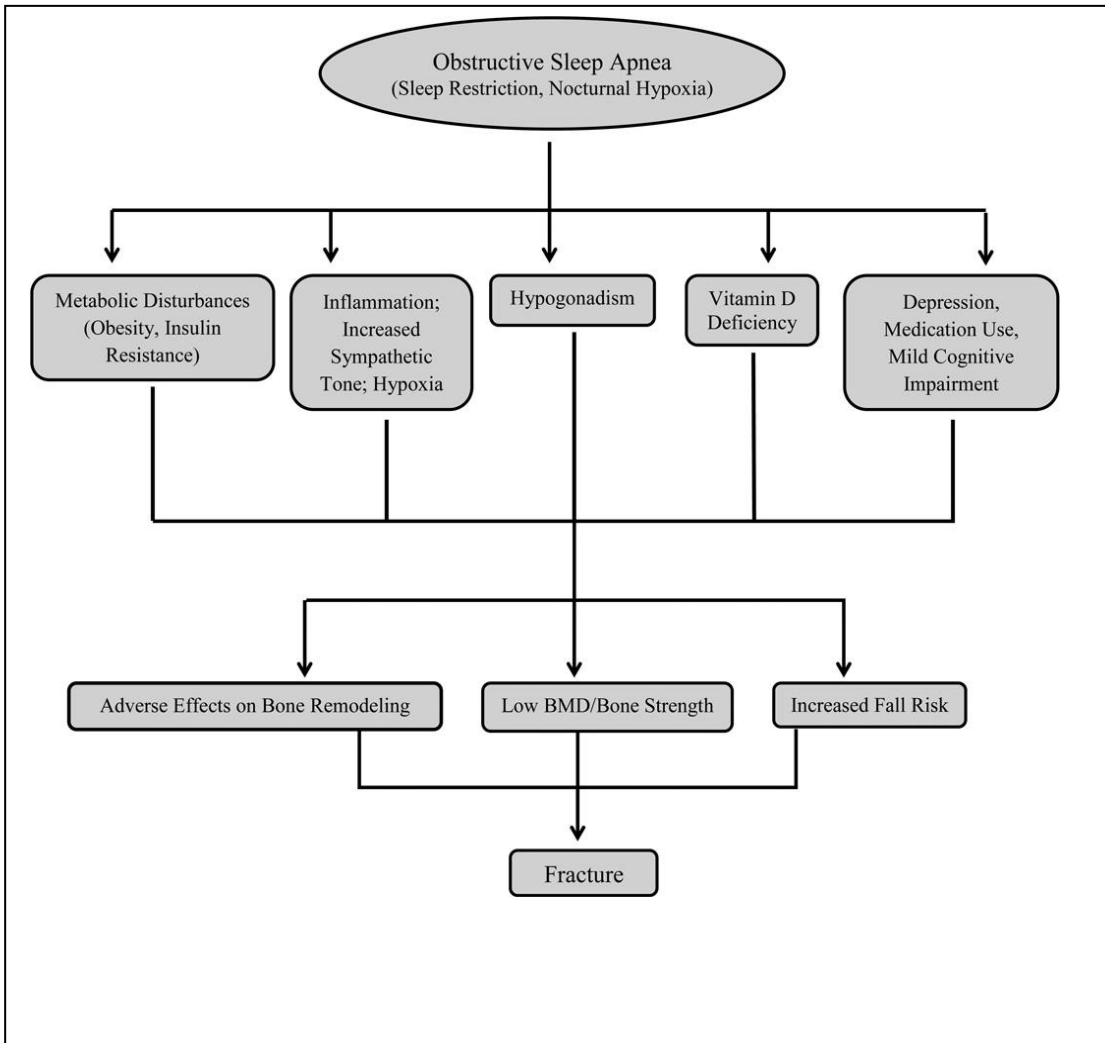 Obstructive Sleep Apnea
(Sleep Restriction, Nocturnal Hypoxia)
Metabolic Disturbances
(Obesity, Insulin
Resistance)
Inflammation;
Increased
Sympathetic
Tone; Hypoxia
Hypogonadism
Vitamin D
Deficiency
Depression,
Medication Use,
Mild Cognitive
Impairment
Adverse Effects on Bone Remodeling
Low BMD/Bone Strength
Increased Fall Risk
Fracture